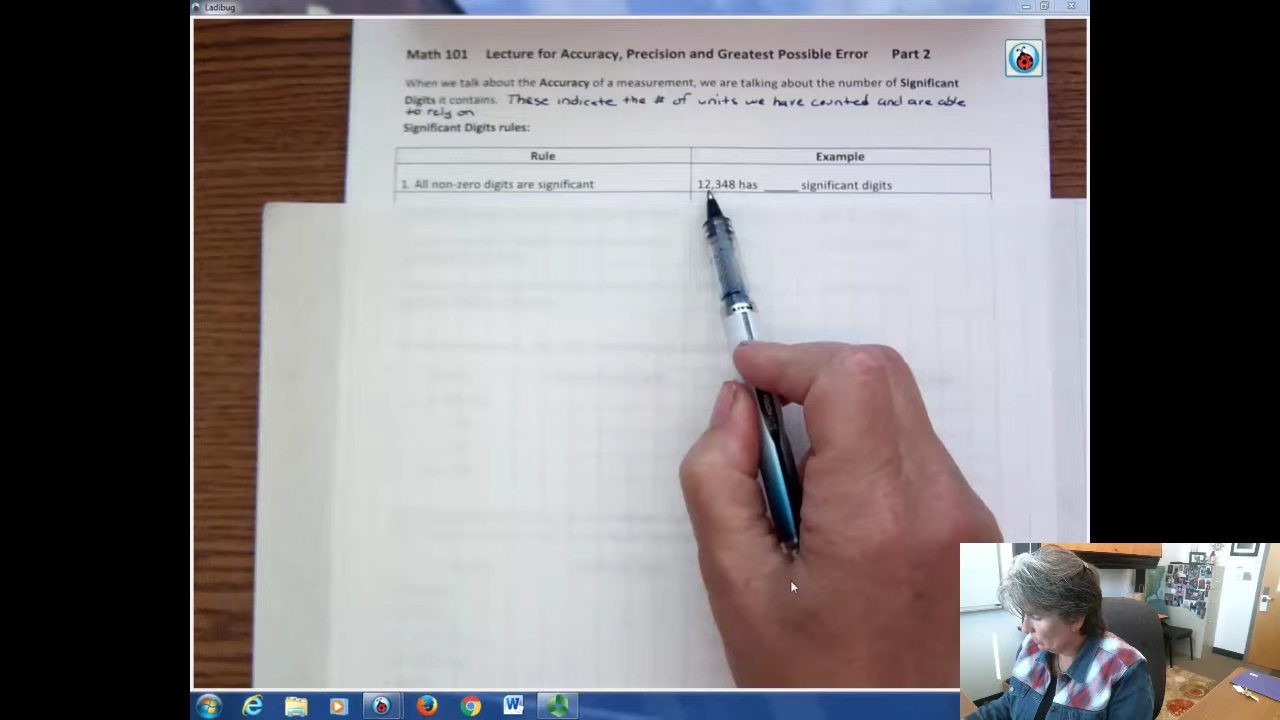 Ladibug
Math 101 Lecture for Accuracy, Precision and Greatest Possible Error Part 2
When we talk about the Accuracy of a measurement, we are talking about the number of Significant
Digits it contains. These indicate the # of units we have counted and are able
to rely on
Significant Digits rules:
Rule Example
1. All non-zero digits are significant 12,348 has _____ significant digits